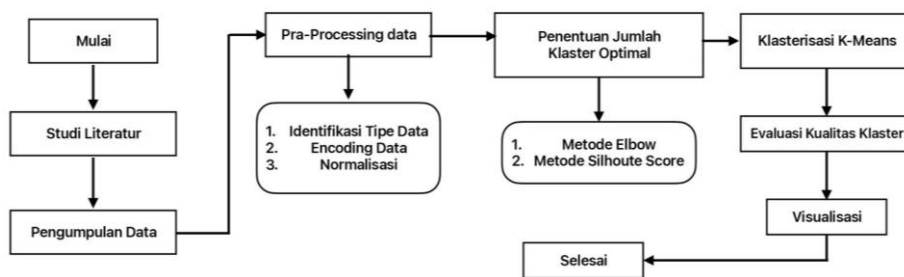 Mulai
Studi Literatur
Pengumpulan Data
Pra-Processing data
1. Identifikasi Tipe Data
2. Encoding Data
3. Normalisasi
Penentuan Jumlah
Klaster Optimal
1. Metode Elbow
2. Metode Silhoute Score
Klasterisasi K-Means
Evaluasi Kualitas Klaster
Visualisasi
Selesai